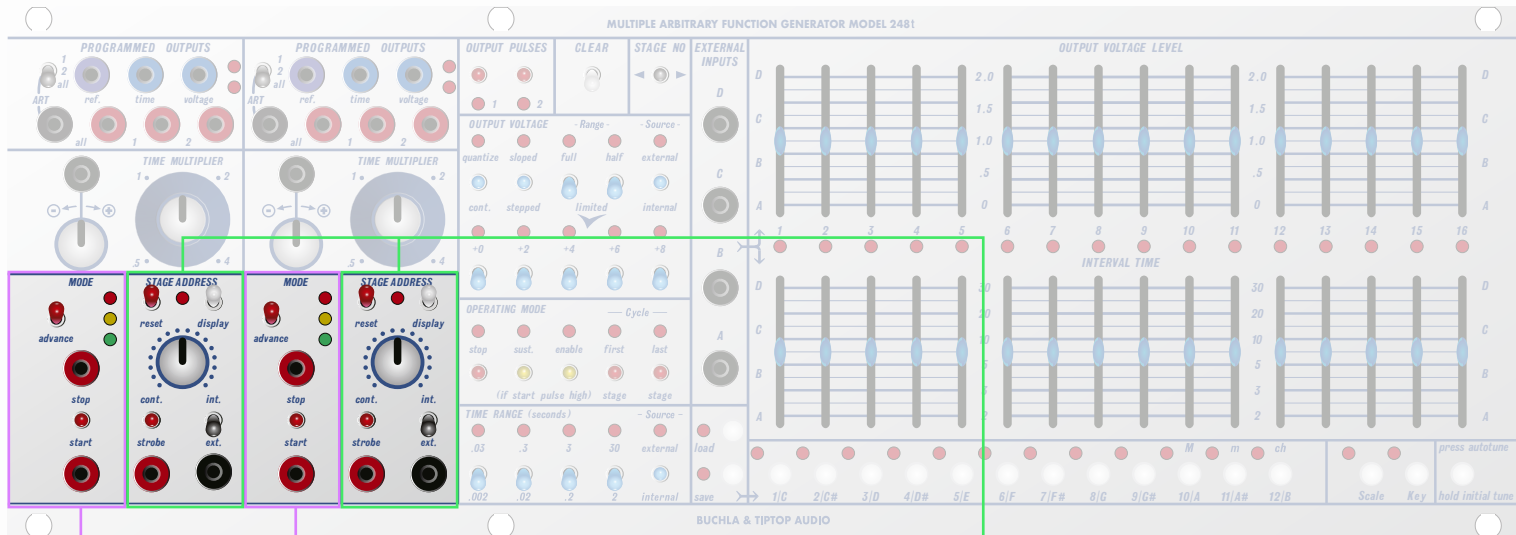 MULTIPLE ARBITRARY FUNCTION GENERATOR MODEL 248t
PROGRAMMED OUTPUTS
1
2
all
ref. time voltage
ART
all 1 2
PROGRAMMED OUTPUTS
1
2
all
ref. time voltage
ART
all 1 2
TIME MULTIPLIER
1 2
.5 4
TIME MULTIPLIER
1 2
.5 4
MODE
advance
stop
start
STAGE ADDRESS
reset display
cont. int.
strobe ext.
MODE
advance
stop
start
STAGE ADDRESS
reset display
cont. int.
strobe ext.
OUTPUT PULSES
1 2
CLEAR
STAGE NO
OUTPUT VOLTAGE - Range - - Source -
quantize sloped full half external
cont. stepped limited internal
+0 +2 +4 +6 +8
OPERATING MODE — Cycle —
stop sust. enable first last
(if start pulse high) stage stage
TIME RANGE (seconds) - Source -
.03 .3 3 30 external
.002 .02 .2 2 internal
EXTERNAL
INPUTS
D
C
B
A
load
save
OUTPUT VOLTAGE LEVEL
D 2.0 2.0 D
1.5 1.5
C 1.0 1.0 C
B .5 .5 B
A 0 0 A
1 2 3 4 5 6 7 8 9 10 11 12 13 14 15 16
INTERVAL TIME
D 30 30 D
20 20
C 10 10 C
5 5
B 3 3 B
A 2 2 A
M m ch
1|C 2|C# 3|D 4|D# 5|E 6|F 7|F# 8|G 9|G# 10|A 11|A# 12|B
Scale Key
press autotune
hold initial tune
BUCHLA & TIPTOP AUDIO